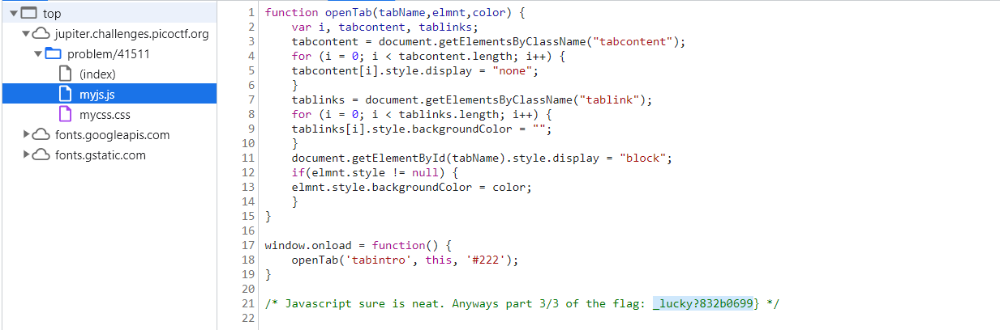 top
jupiter.challenges.picoctf.org
problem/41511
(index)
myjs.js
mycss.css
fonts.googleapis.com
fonts.gstatic.com
1 function openTab(tabName,elmnt,color) {
2 var i, tabcontent, tablinks;
3 tabcontent = document.getElementsByClassName("tabcontent");
4 for (i = 0; i < tabcontent.length; i++) {
5 tabcontent[i].style.display = "none";
6 }
7 tablinks = document.getElementsByClassName("tablink");
8 for (i = 0; i < tablinks.length; i++) {
9 tablinks[i].style.backgroundColor = "";
10 }
11 document.getElementById(tabName).style.display = "block";
12 if(elmnt.style != null) {
13 elmnt.style.backgroundColor = color;
14 }
15 }
16
17 window.onload = function() {
18 openTab('tabintro', this, '#222');
19 }
20
21 /* Javascript sure is neat. Anyways part 3/3 of the flag: _lucky?832b0699} */
22